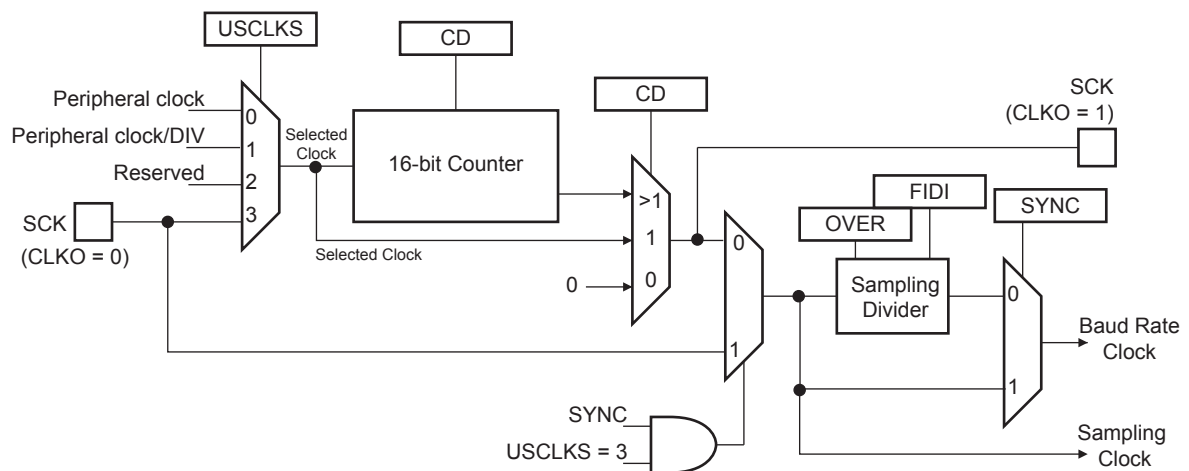 USCLKS
CD
CD
SCK
(CLKO = 1)
Peripheral clock
0
Peripheral clock/DIV
1
Reserved
2
SCK
3
(CLKO = 0)
Selected
Clock
16-bit Counter
FIDI
>1
OVER
SYNC
Selected Clock
1
0
0
0
Sampling
Divider
0
Baud Rate
Clock
1
1
SYNC
USCLKS = 3
Sampling
Clock